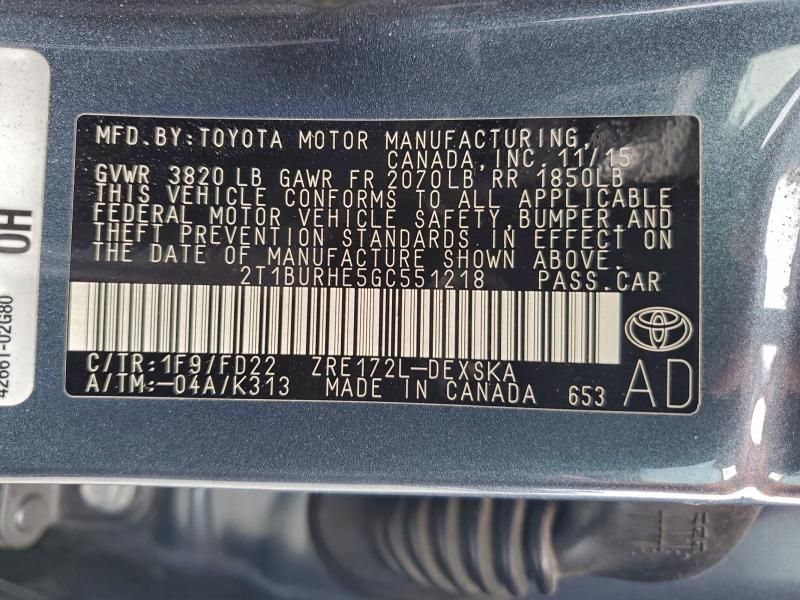 MFD.BY:TOYOTA MOTOR MANUFACTURING,
CANADA,INC. 11/15
GVWR 3820 LB GAWR FR 2070LB RR 1850LB
THIS VEHICLE CONFORMS TO ALL APPLICABLE
FEDERAL MOTOR VEHICLE SAFETY,BUMPER,AND
THEFT PREVENTION STANDARDS IN EFFECT ON
THE DATE OF MANUFACTURE SHOWN ABOVE.
2T1BURHE5GC551218 PASS.CAR
C/TR:1F9/FD22 ZRE172L-DEXSKA
A/TM:-04A/K313 MADE IN CANADA 653 AD
0H
42661-02G80